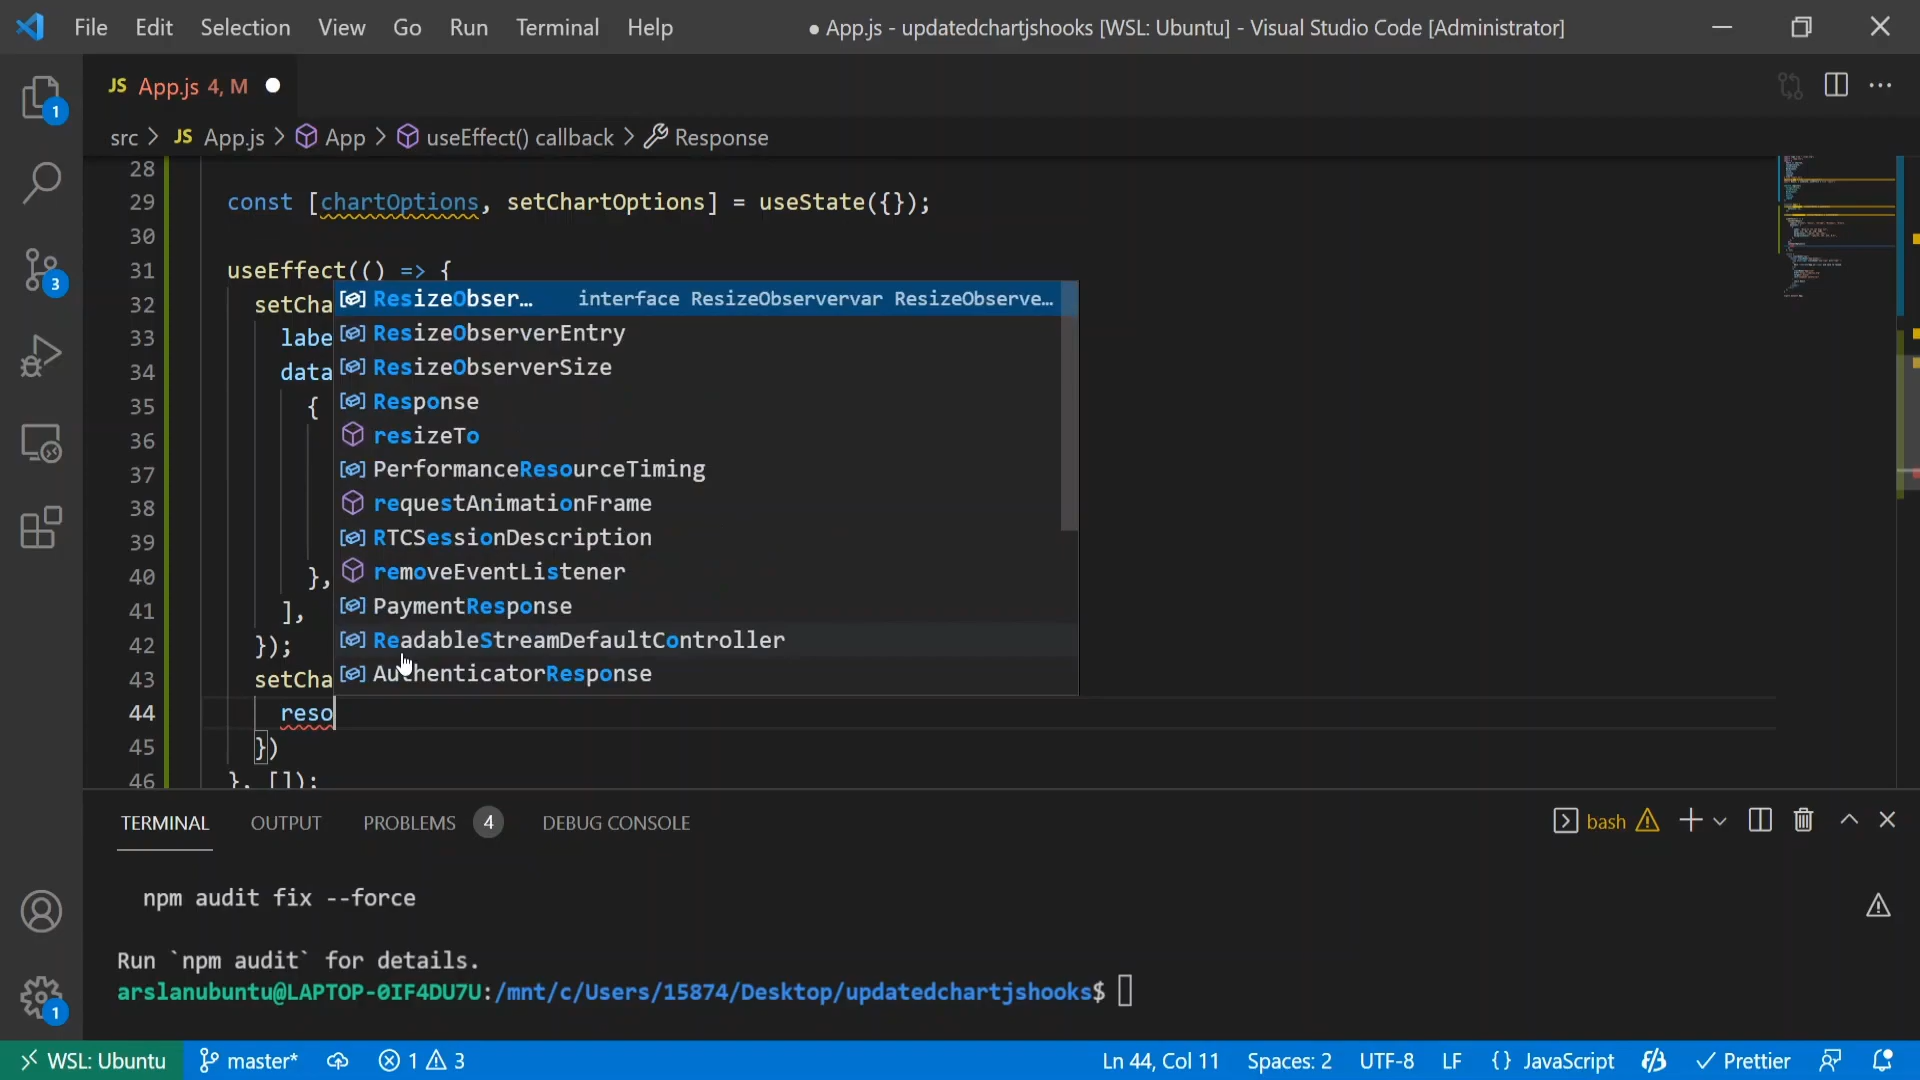 File Edit Selection View Go Run Terminal Help
● App.js - updatedchartjshooks [WSL: Ubuntu] - Visual Studio Code [Administrator]
JS App.js 4, M
src > JS App.js > App > useEffect() callback > Response
28
29 const [chartOptions, setChartOptions] = useState({});
30
31 useEffect(() => {
32 setCha
33 labe
34 data
35 {
36
37
38
39
40 },
41 ],
42 });
43 setCha
44 reso
45 })
46 }, []);
ResizeObser… interface ResizeObservervar ResizeObserve…
ResizeObserverEntry
ResizeObserverSize
Response
resizeTo
PerformanceResourceTiming
requestAnimationFrame
RTCSessionDescription
removeEventListener
PaymentResponse
ReadableStreamDefaultController
AuthenticatorResponse
1
3
1
TERMINAL OUTPUT PROBLEMS 4 DEBUG CONSOLE
bash
npm audit fix --force
Run `npm audit` for details.
arslanubuntu@LAPTOP-0IF4DU7U:/mnt/c/Users/15874/Desktop/updatedchartjshooks$
WSL: Ubuntu master* 1 3 Ln 44, Col 11 Spaces: 2 UTF-8 LF {} JavaScript Prettier